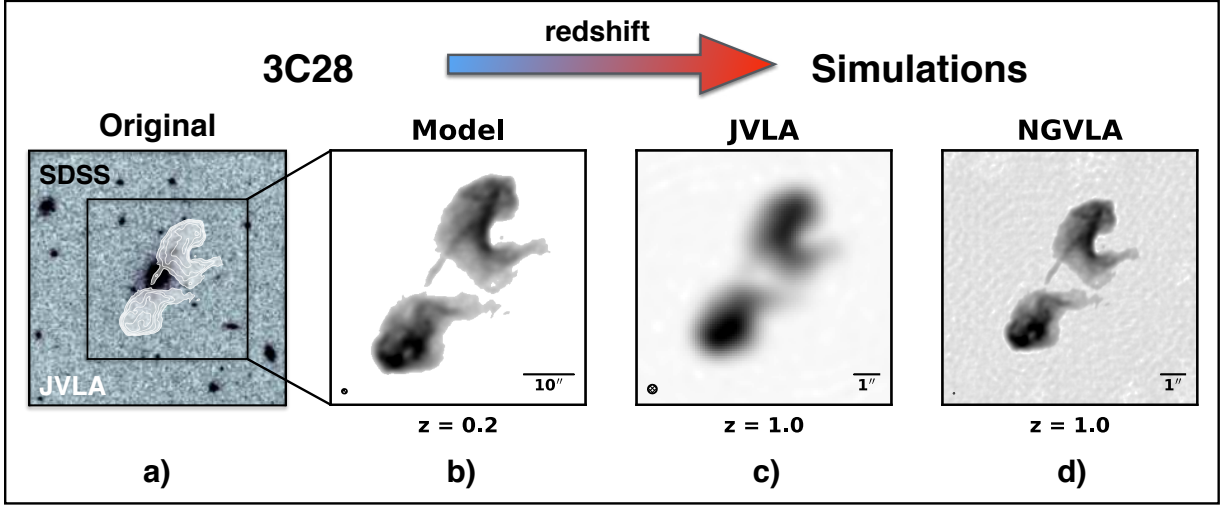 redshift
3C28
Simulations
Original
Model
JVLA
NGVLA
SDSS
JVLA
10″
1″
1″
z = 0.2
z = 1.0
z = 1.0
a)
b)
c)
d)